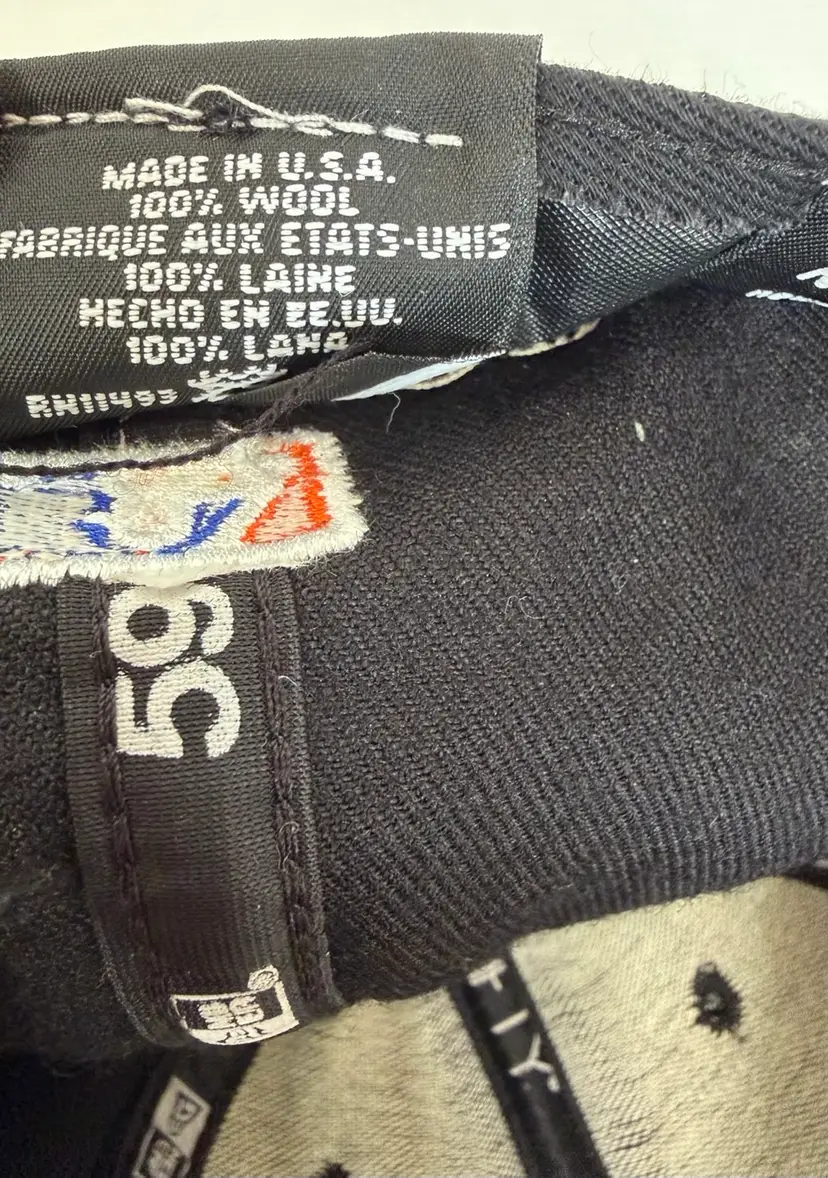 MADE IN U.S.A.
100% WOOL
FABRIQUE AUX ETATS-UNIS
100% LAINE
HECHO EN EE.UU.
100% LANA
RN11493
59